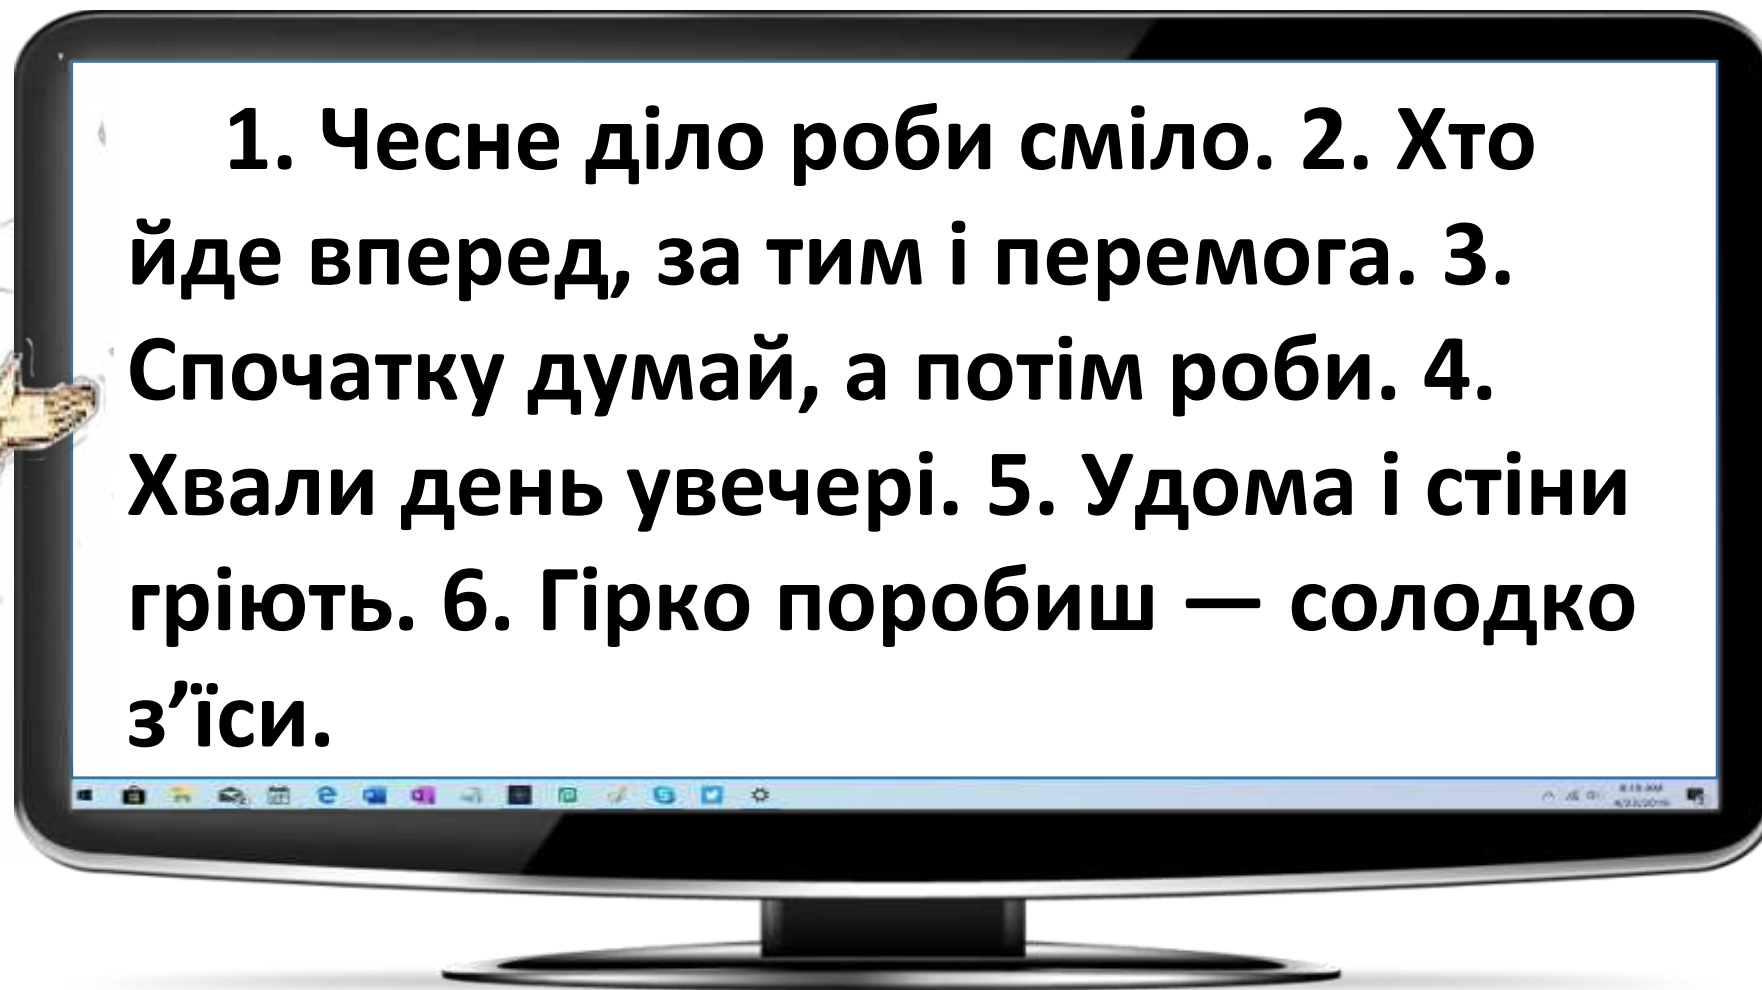 1. Чесне діло роби сміло. 2. Хто
йде вперед, за тим і перемога. 3.
Спочатку думай, а потім роби. 4.
Хвали день увечері. 5. Удома і стіни
гріють. 6. Гірко поробиш — солодко
з’їси.